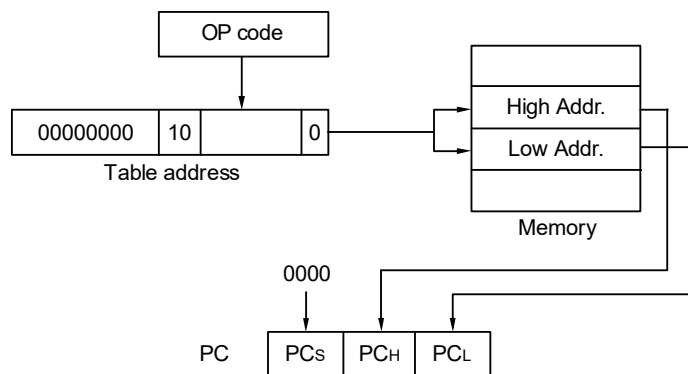 OP code
00000000 10 0
Table address
High Addr.
Low Addr.
Memory
0000
PC PCS PCH PCL